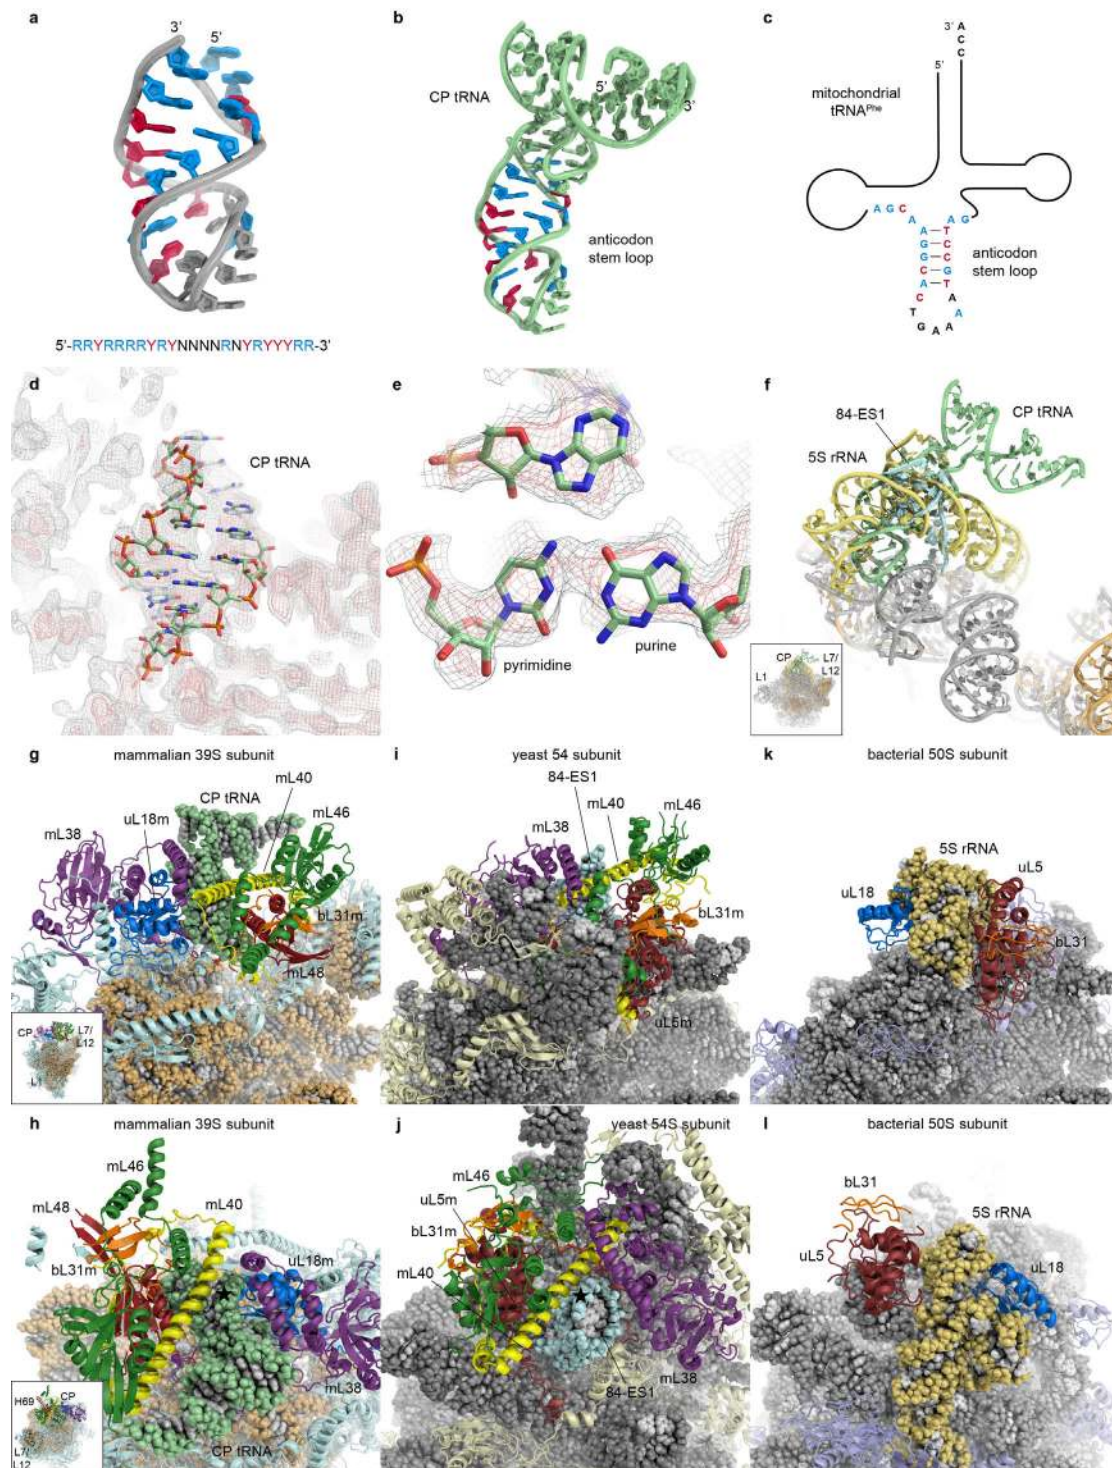 a
3’ 5’
5’-RRYRRRRYRYNNNNRNYRYYYRR-3’
b
CP tRNA
5’
3’
anticodon
stem loop
c
3’ A
C
C
5’
mitochondrial
tRNAPhe
A G C
A
A G
A T
G C
G C
C G
A T
C A
T A
G A A
anticodon
stem loop
d
CP tRNA
e
pyrimidine
purine
f
84-ES1
CP tRNA
5S rRNA
CP
L7/
L12
L1
g mammalian 39S subunit
mL40
CP tRNA
mL46
uL18m
mL38
bL31m
mL48
CP
L7/
L12
L1
i yeast 54 subunit
84-ES1
mL40
mL46
mL38
bL31m
uL5m
k bacterial 50S subunit
5S rRNA
uL5
uL18
bL31
h mammalian 39S subunit
mL46
mL48
mL40
bL31m
uL18m
★
mL38
CP tRNA
H69
CP
L7/
L12
j yeast 54S subunit
mL46
uL5m
bL31m
mL40
★
mL38
84-ES1
l bacterial 50S subunit
bL31
5S rRNA
uL5
uL18